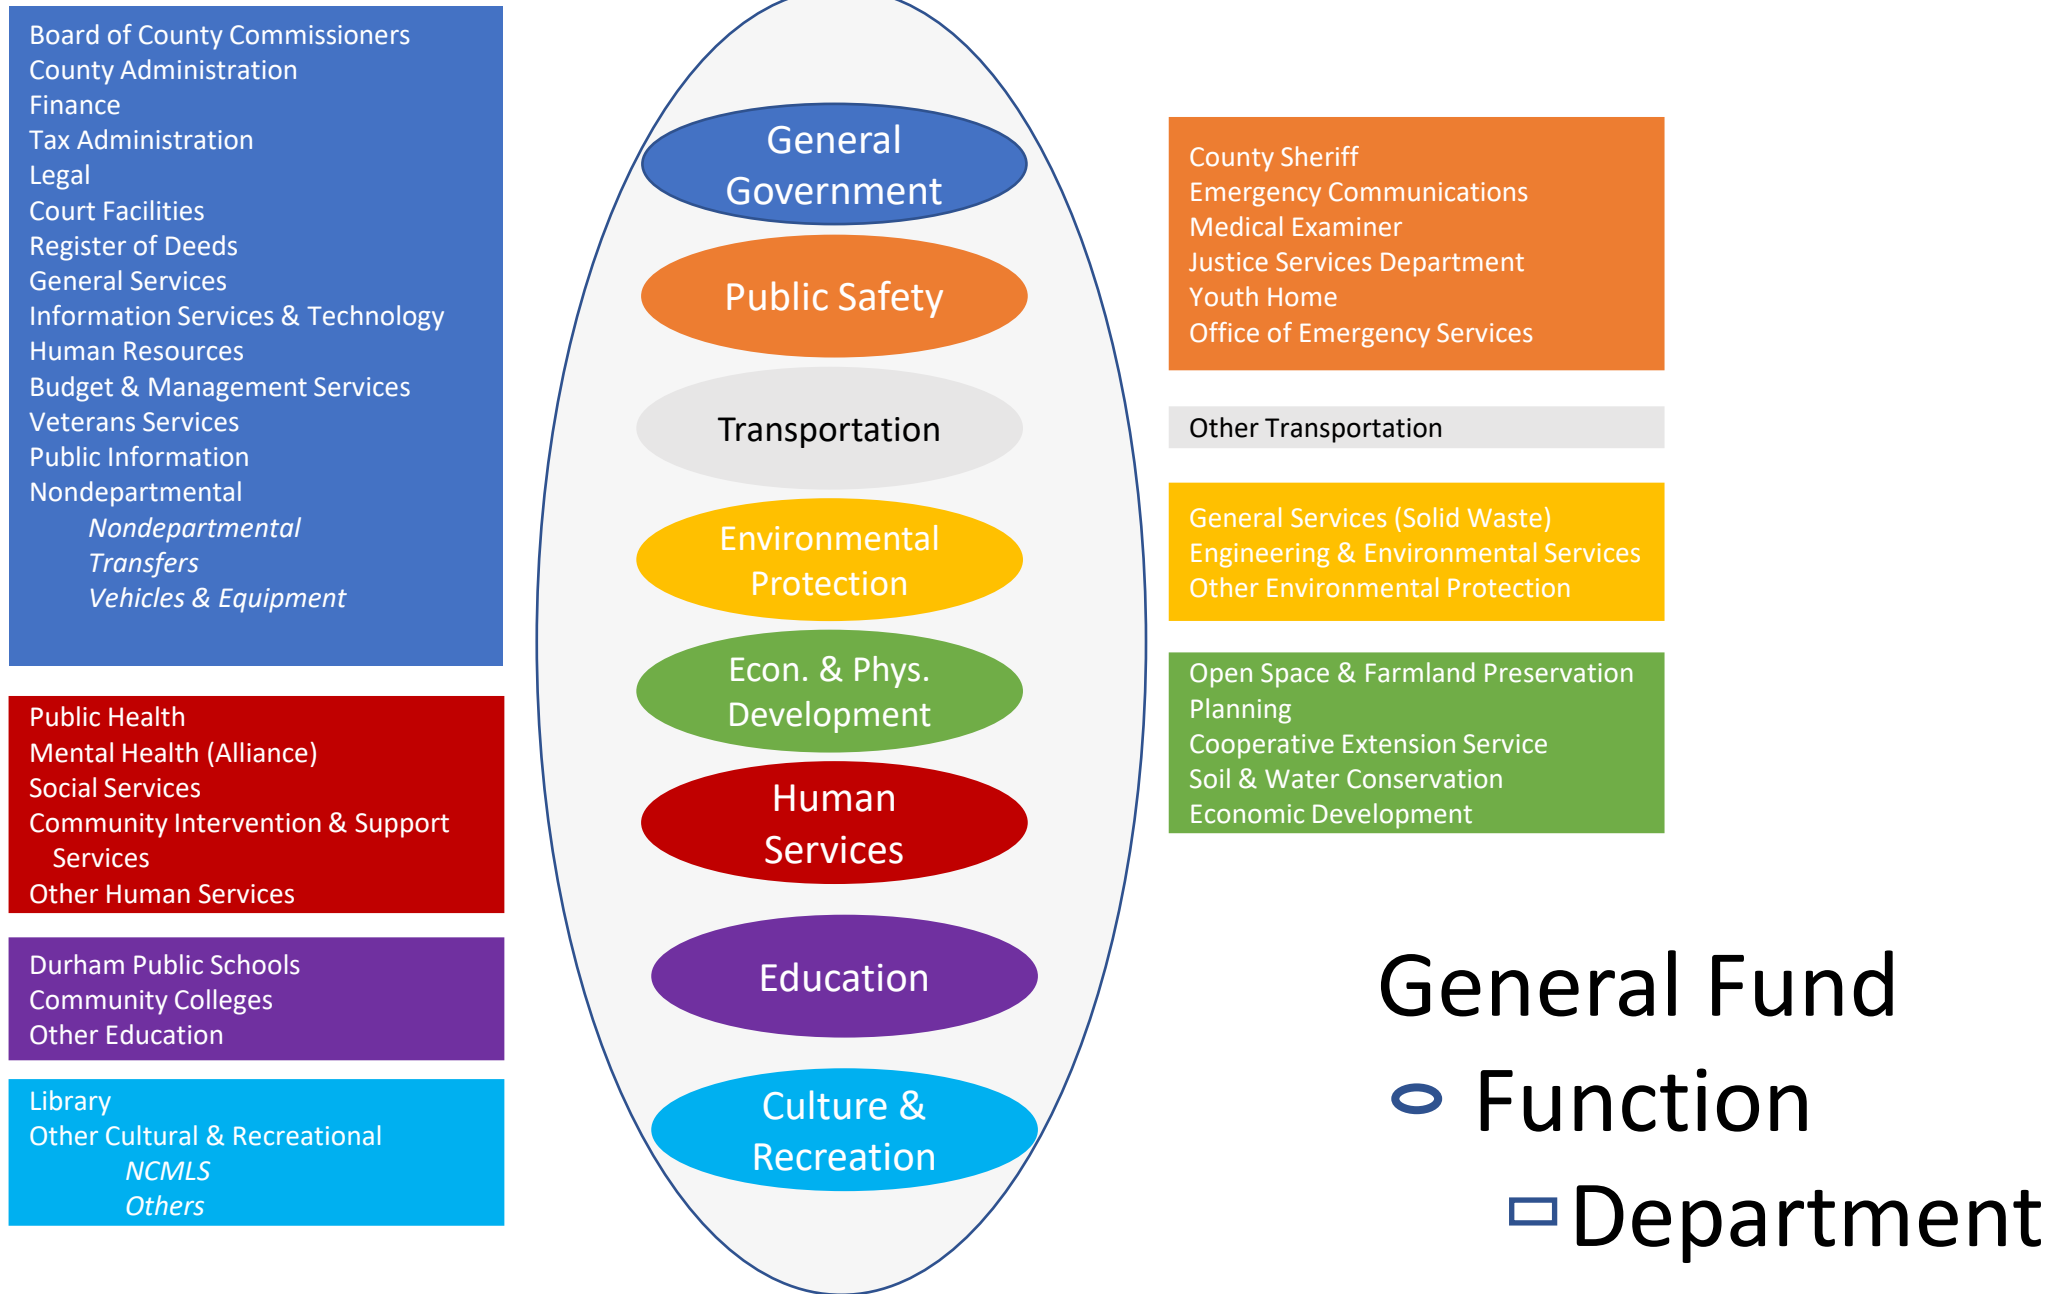 Board of County Commissioners
County Administration
Finance
Tax Administration
Legal
Court Facilities
Register of Deeds
General Services
Information Services & Technology
Human Resources
Budget & Management Services
Veterans Services
Public Information
Nondepartmental
Nondepartmental
Transfers
Vehicles & Equipment
Public Health
Mental Health (Alliance)
Social Services
Community Intervention & Support
Services
Other Human Services
Durham Public Schools
Community Colleges
Other Education
Library
Other Cultural & Recreational
NCMLS
Others
General
Government
Public Safety
Transportation
Environmental
Protection
Econ. & Phys.
Development
Human
Services
Education
Culture &
Recreation
County Sheriff
Emergency Communications
Medical Examiner
Justice Services Department
Youth Home
Office of Emergency Services
Other Transportation
General Services (Solid Waste)
Engineering & Environmental Services
Other Environmental Protection
Open Space & Farmland Preservation
Planning
Cooperative Extension Service
Soil & Water Conservation
Economic Development
General Fund
Function
Department